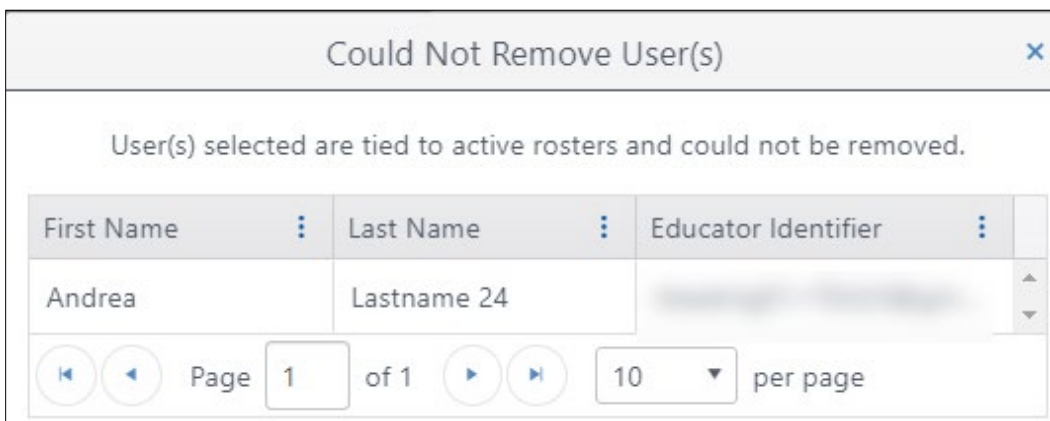 Could Not Remove User(s)
User(s) selected are tied to active rosters and could not be removed.
First Name Last Name Educator Identifier
Andrea Lastname 24
Page 1 of 1 10 per page